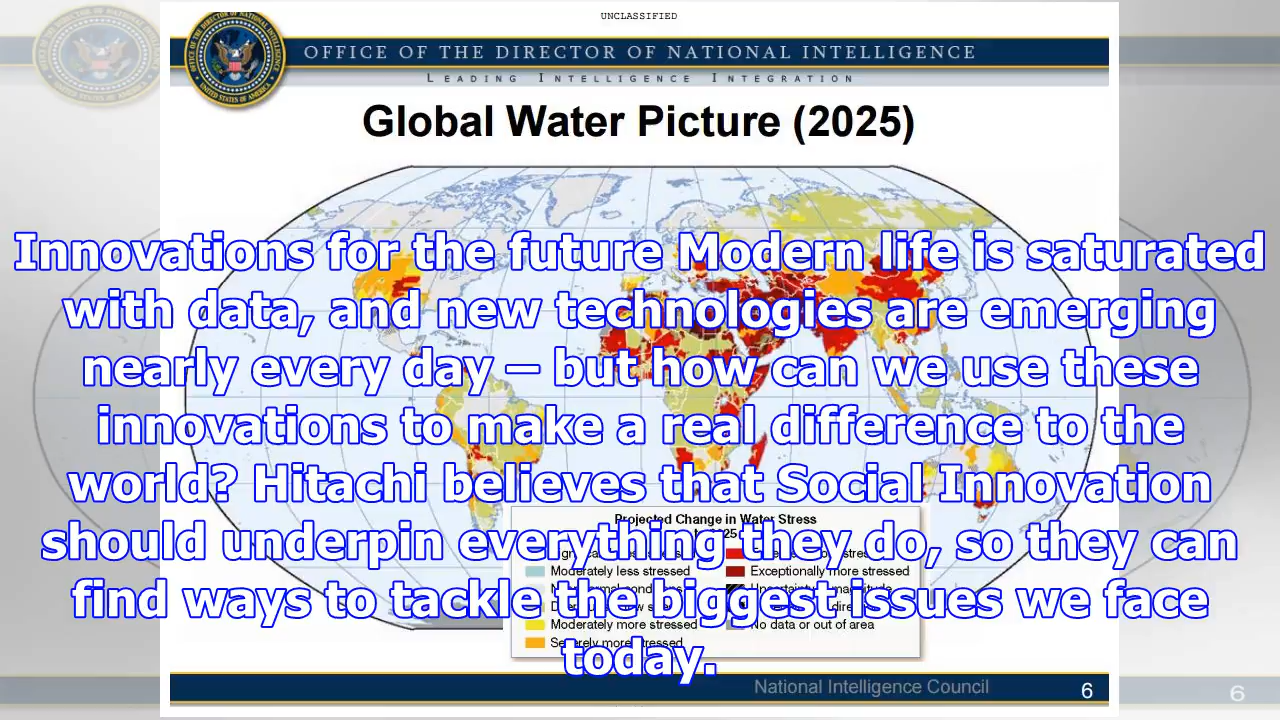 UNCLASSIFIED
OFFICE OF THE DIRECTOR OF NATIONAL INTELLIGENCE
LEADING INTELLIGENCE INTEGRATION
Global Water Picture (2025)
Innovations for the future Modern life is saturated
with data, and new technologies are emerging
nearly every day – but how can we use these
innovations to make a real difference to the
world? Hitachi believes that Social Innovation
should underpin everything they do, so they can
find ways to tackle the biggest issues we face
today.
Projected Change in Water Stress
2025
Moderately less stressed
Exceptionally more stressed
Moderately more stressed
No data or out of area
Severely more stressed
National Intelligence Council
6
6